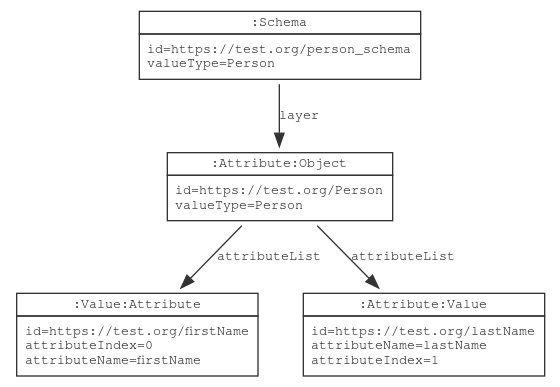 :Schema
id=https://test.org/person_schema
valueType=Person
layer
:Attribute:Object
id=https://test.org/Person
valueType=Person
attributeList
attributeList
:Value:Attribute
id=https://test.org/firstName
attributeIndex=0
attributeName=firstName
:Attribute:Value
id=https://test.org/lastName
attributeName=lastName
attributeIndex=1